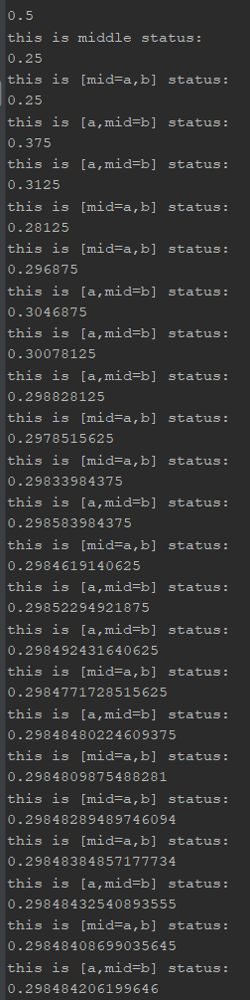 0.5
this is middle status:
0.25
this is [mid=a,b] status:
0.25
this is [a,mid=b] status:
0.375
this is [a,mid=b] status:
0.3125
this is [mid=a,b] status:
0.28125
this is [mid=a,b] status:
0.296875
this is [a,mid=b] status:
0.3046875
this is [a,mid=b] status:
0.30078125
this is [a,mid=b] status:
0.298828125
this is [mid=a,b] status:
0.2978515625
this is [mid=a,b] status:
0.29833984375
this is [a,mid=b] status:
0.298583984375
this is [mid=a,b] status:
0.2984619140625
this is [a,mid=b] status:
0.29852294921875
this is [a,mid=b] status:
0.298492431640625
this is [mid=a,b] status:
0.2984771728515625
this is [a,mid=b] status:
0.29848480224609375
this is [mid=a,b] status:
0.2984809875488281
this is [mid=a,b] status:
0.29848289489746094
this is [mid=a,b] status:
0.29848384857177734
this is [a,mid=b] status:
0.29848432540893555
this is [mid=a,b] status:
0.29848408699035645
this is [a,mid=b] status:
0.298484206199646